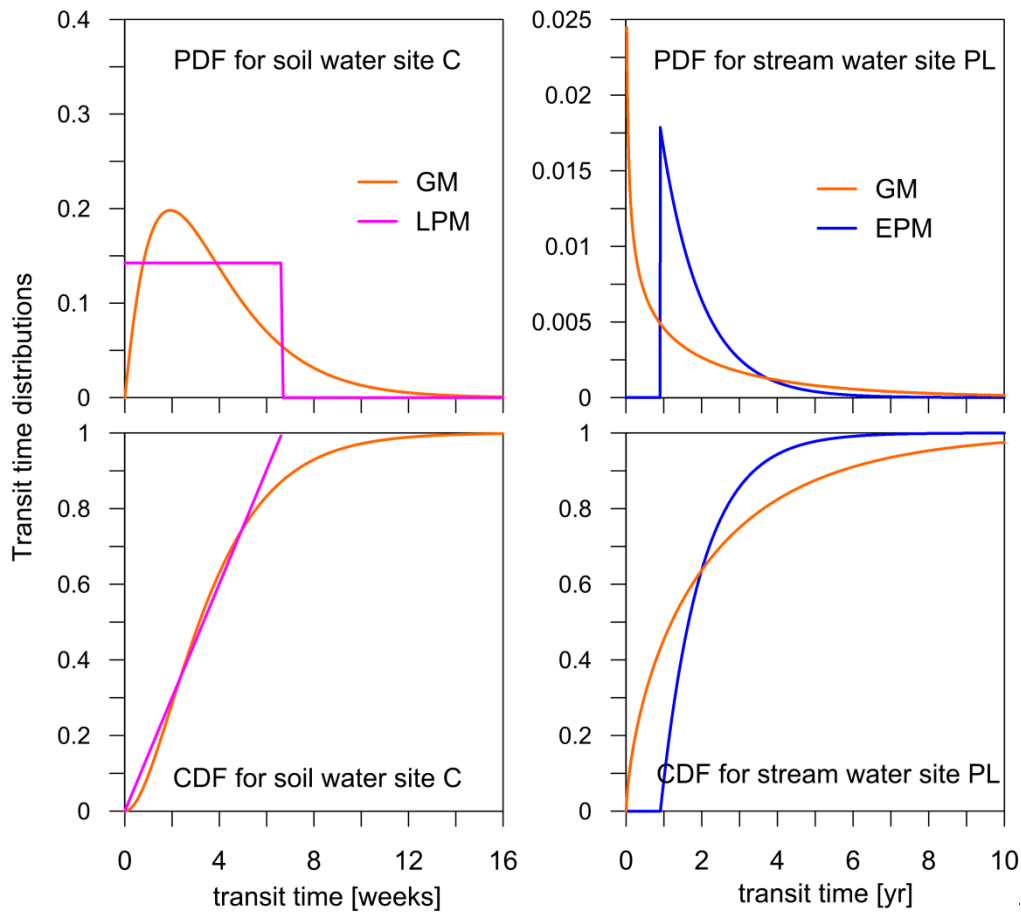 Transit time distributions
PDF for soil water site C
0.4
0.3
0.2
0.1
0
GM
LPM
PDF for stream water site PL
0.025
0.02
0.015
0.01
0.005
0
GM
EPM
CDF for soil water site C
1
0.8
0.6
0.4
0.2
0
0 4 8 12 16
transit time [weeks]
CDF for stream water site PL
1
0.8
0.6
0.4
0.2
0
0 2 4 6 8 10
transit time [yr]